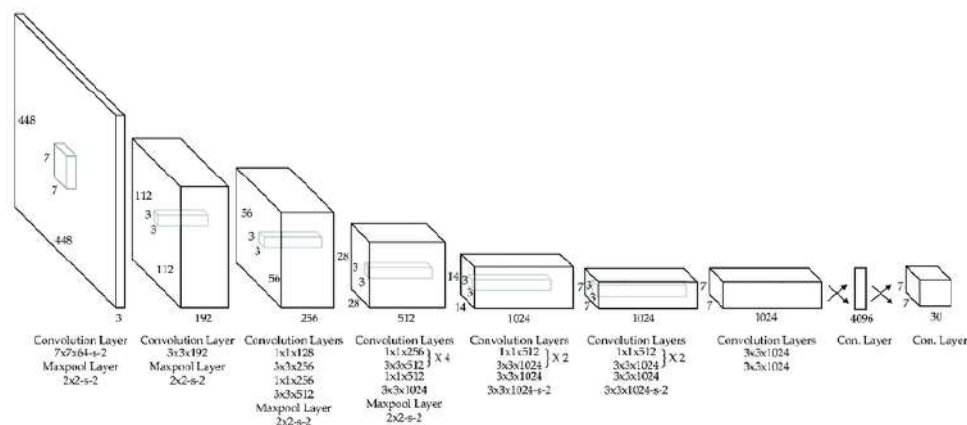 448
7
7
448
3
112
3
3
112
192
56
3
3
56
256
28
3
3
28
512
14
3
3
14
1024
7
3
3
7
1024
7
7
1024
4096
7
7
30
Convolution Layer
7x7x64-s-2
Maxpool Layer
2x2-s-2
Convolution Layer
3x3x192
Maxpool Layer
2x2-s-2
Convolution Layers
1x1x128
3x3x256
1x1x256
3x3x512
Maxpool Layer
2x2-s-2
Convolution Layers
1x1x256
3x3x512 } X 4
1x1x512
3x3x1024
Maxpool Layer
2x2-s-2
Convolution Layers
1x1x512
3x3x1024 } X 2
3x3x1024
3x3x1024-s-2
Convolution Layers
1x1x512
3x3x1024 } X 2
3x3x1024
3x3x1024-s-2
Convolution Layers
3x3x1024
3x3x1024
Con. Layer
Con. Layer